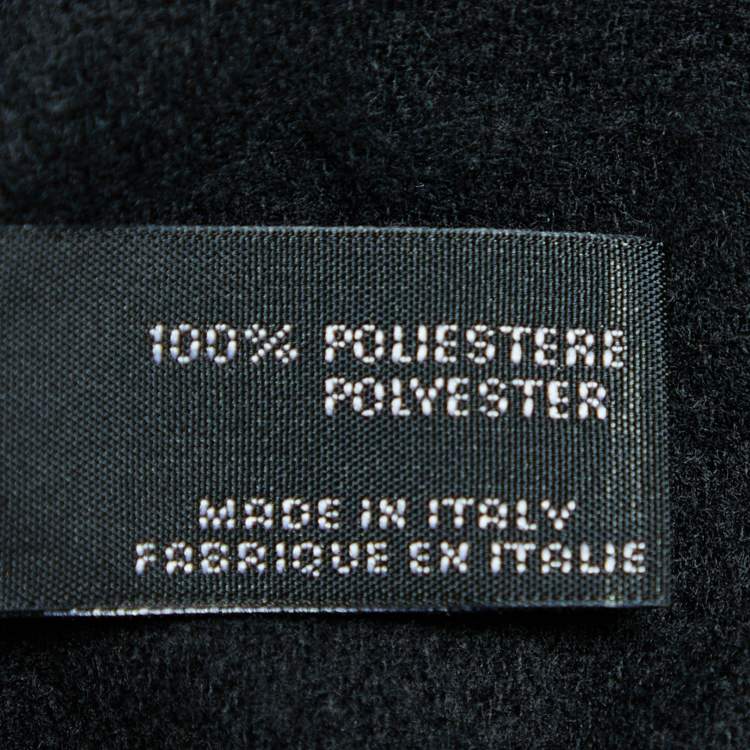 100% POLIESTERE
POLYESTER
MADE IN ITALY
FABRIQUE EN ITALIE